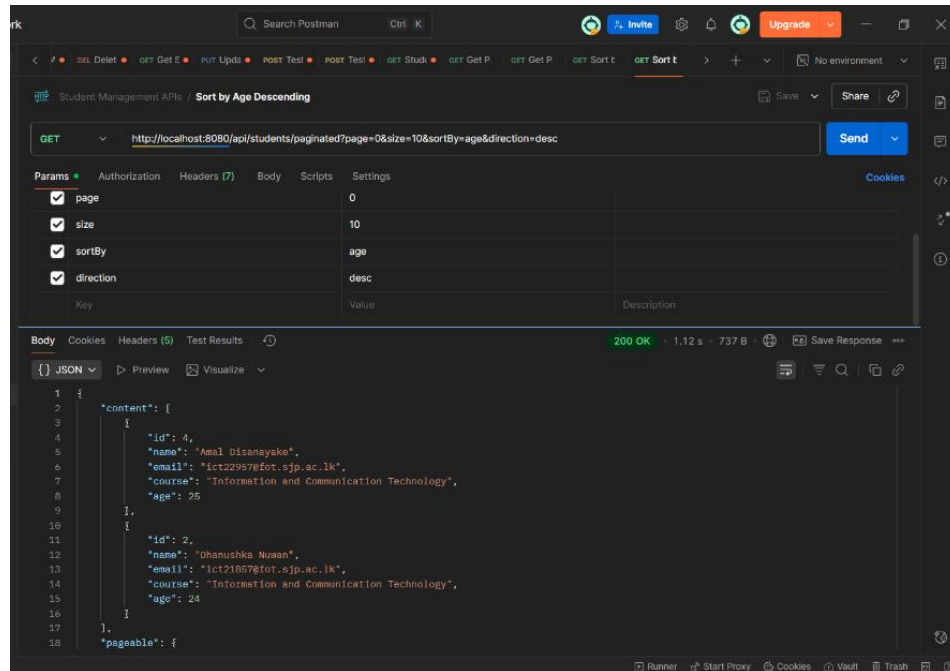 rk Search Postman Ctrl K Invite Upgrade
DEL Delet GET Get S PUT Upda POST Test POST Test GET Stude GET Get P GET Get P GET Sort t GET Sort t No environment
Student Management APIs / Sort by Age Descending Save Share
GET http://localhost:8080/api/students/paginated?page=0&size=10&sortBy=age&direction=desc Send
Params Authorization Headers (7) Body Scripts Settings Cookies
page 0
size 10
sortBy age
direction desc
Key Value Description
Body Cookies Headers (5) Test Results 200 OK 1.12 s 737 B Save Response
{} JSON Preview Visualize
1 {
2 "content": [
3 {
4 "id": 4,
5 "name": "Amal Disanayake",
6 "email": "ict22957@fot.sjp.ac.lk",
7 "course": "Information and Communication Technology",
8 "age": 25
9 },
10 {
11 "id": 2,
12 "name": "Dhanushka Nuwan",
13 "email": "ict21857@fot.sjp.ac.lk",
14 "course": "Information and Communication Technology",
15 "age": 24
16 }
17 ],
18 "pageable": {
Runner Start Proxy Cookies Vault Trash